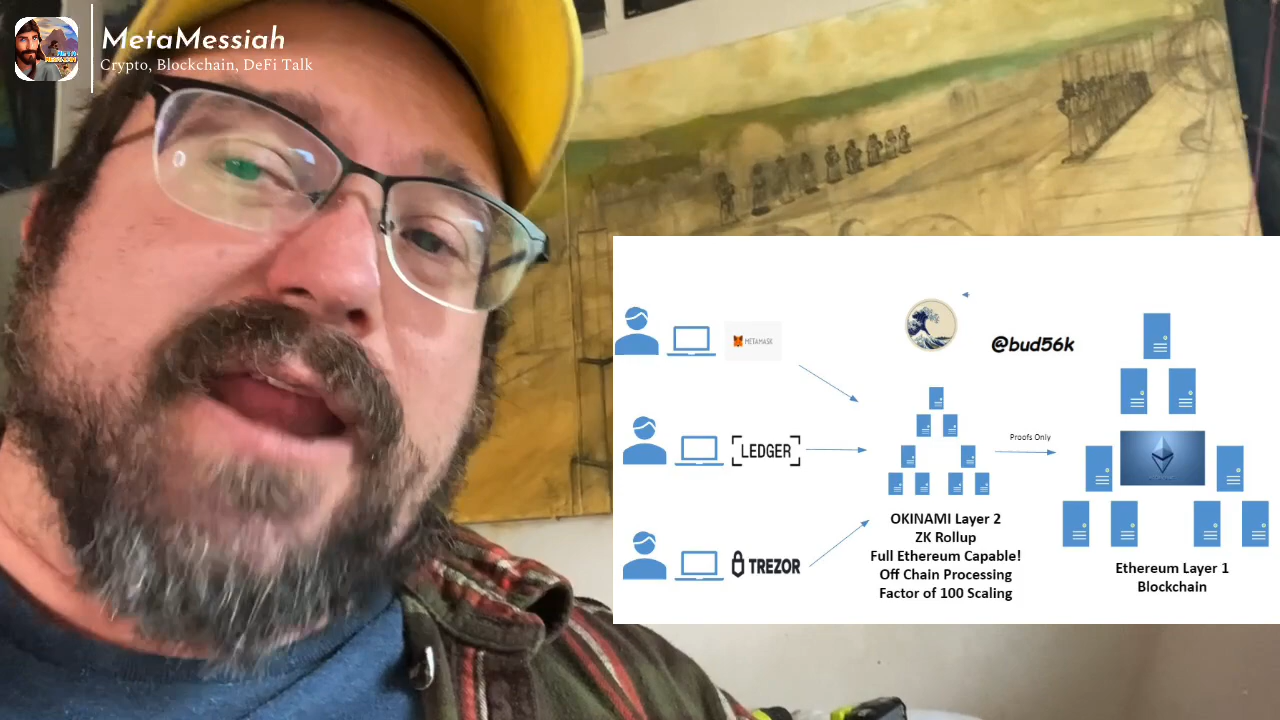 MetaMessiah
Crypto, Blockchain, DeFi Talk
METAMASK
@bud56k
LEDGER
Proofs Only
TREZOR
OKINAMI Layer 2
ZK Rollup
Full Ethereum Capable!
Off Chain Processing
Factor of 100 Scaling
Ethereum Layer 1
Blockchain